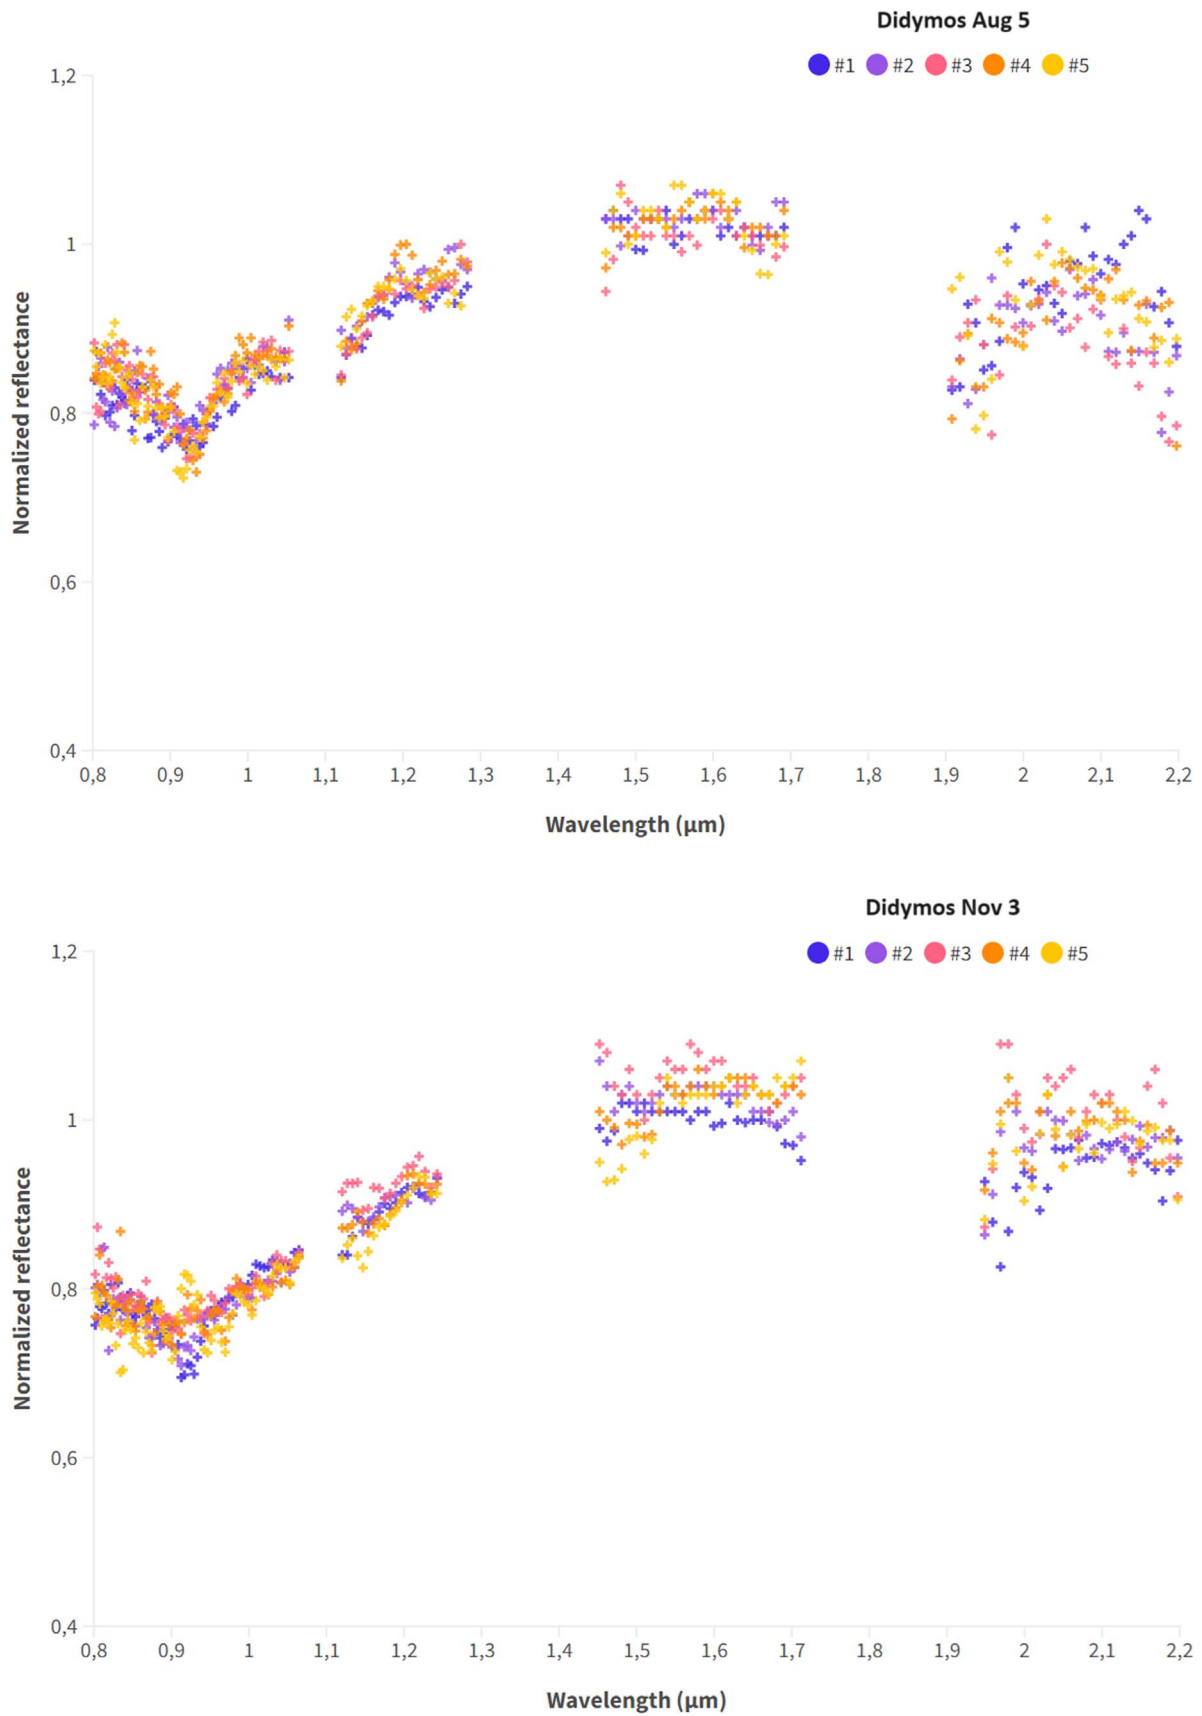 Didymos Aug 5
#1 #2 #3 #4 #5
1,2
1
0,8
0,6
0,4
Normalized reflectance
0,8 0,9 1 1,1 1,2 1,3 1,4 1,5 1,6 1,7 1,8 1,9 2 2,1 2,2
Wavelength (μm)
Didymos Nov 3
#1 #2 #3 #4 #5
1,2
1
0,8
0,6
0,4
Normalized reflectance
0,8 0,9 1 1,1 1,2 1,3 1,4 1,5 1,6 1,7 1,8 1,9 2 2,1 2,2
Wavelength (μm)